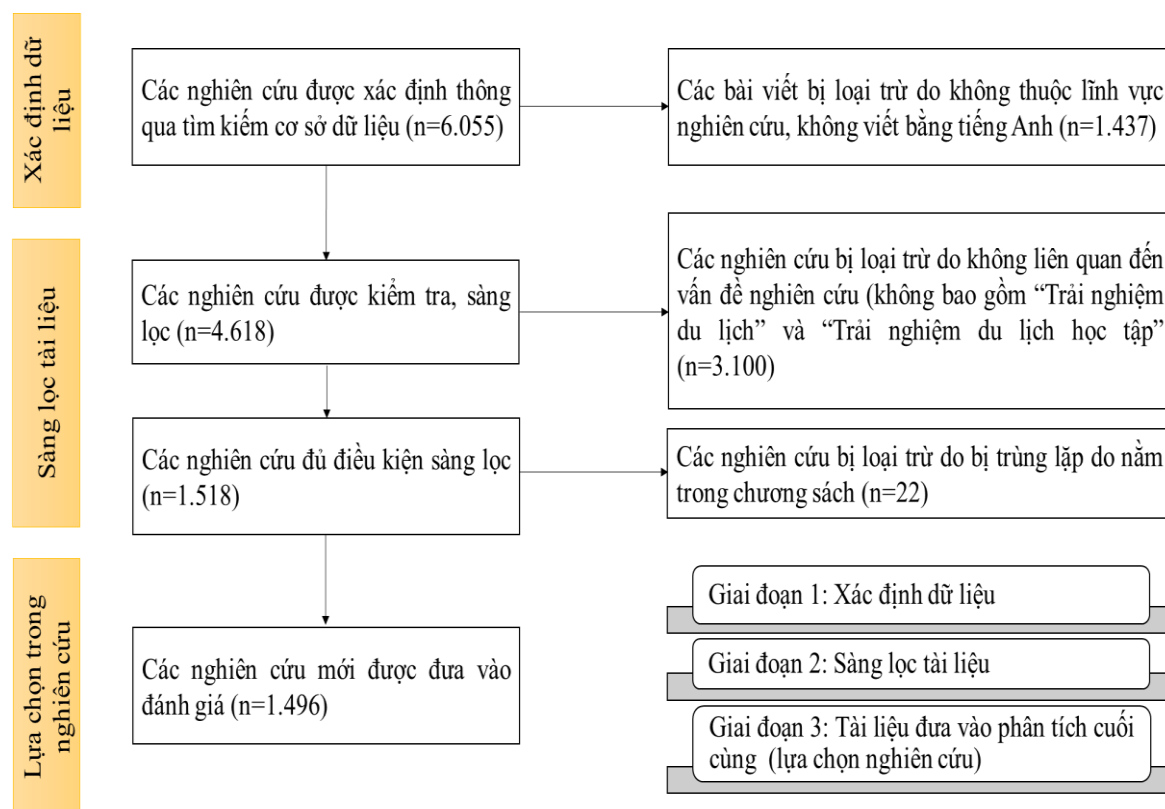 Xác định dữ
liệu
Các nghiên cứu được xác định thông
qua tìm kiếm cơ sở dữ liệu (n=6.055)
Các bài viết bị loại trừ do không thuộc lĩnh vực
nghiên cứu, không viết bằng tiếng Anh (n=1.437)
Sàng lọc tài liệu
Các nghiên cứu được kiểm tra, sàng
lọc (n=4.618)
Các nghiên cứu bị loại trừ do không liên quan đến
vấn đề nghiên cứu (không bao gồm “Trải nghiệm
du lịch” và “Trải nghiệm du lịch học tập”
(n=3.100)
Các nghiên cứu đủ điều kiện sàng lọc
(n=1.518)
Các nghiên cứu bị loại trừ do bị trùng lặp do nằm
trong chương sách (n=22)
Lựa chọn trong
nghiên cứu
Các nghiên cứu mới được đưa vào
đánh giá (n=1.496)
Giai đoạn 1: Xác định dữ liệu
Giai đoạn 2: Sàng lọc tài liệu
Giai đoạn 3: Tài liệu đưa vào phân tích cuối
cùng (lựa chọn nghiên cứu)